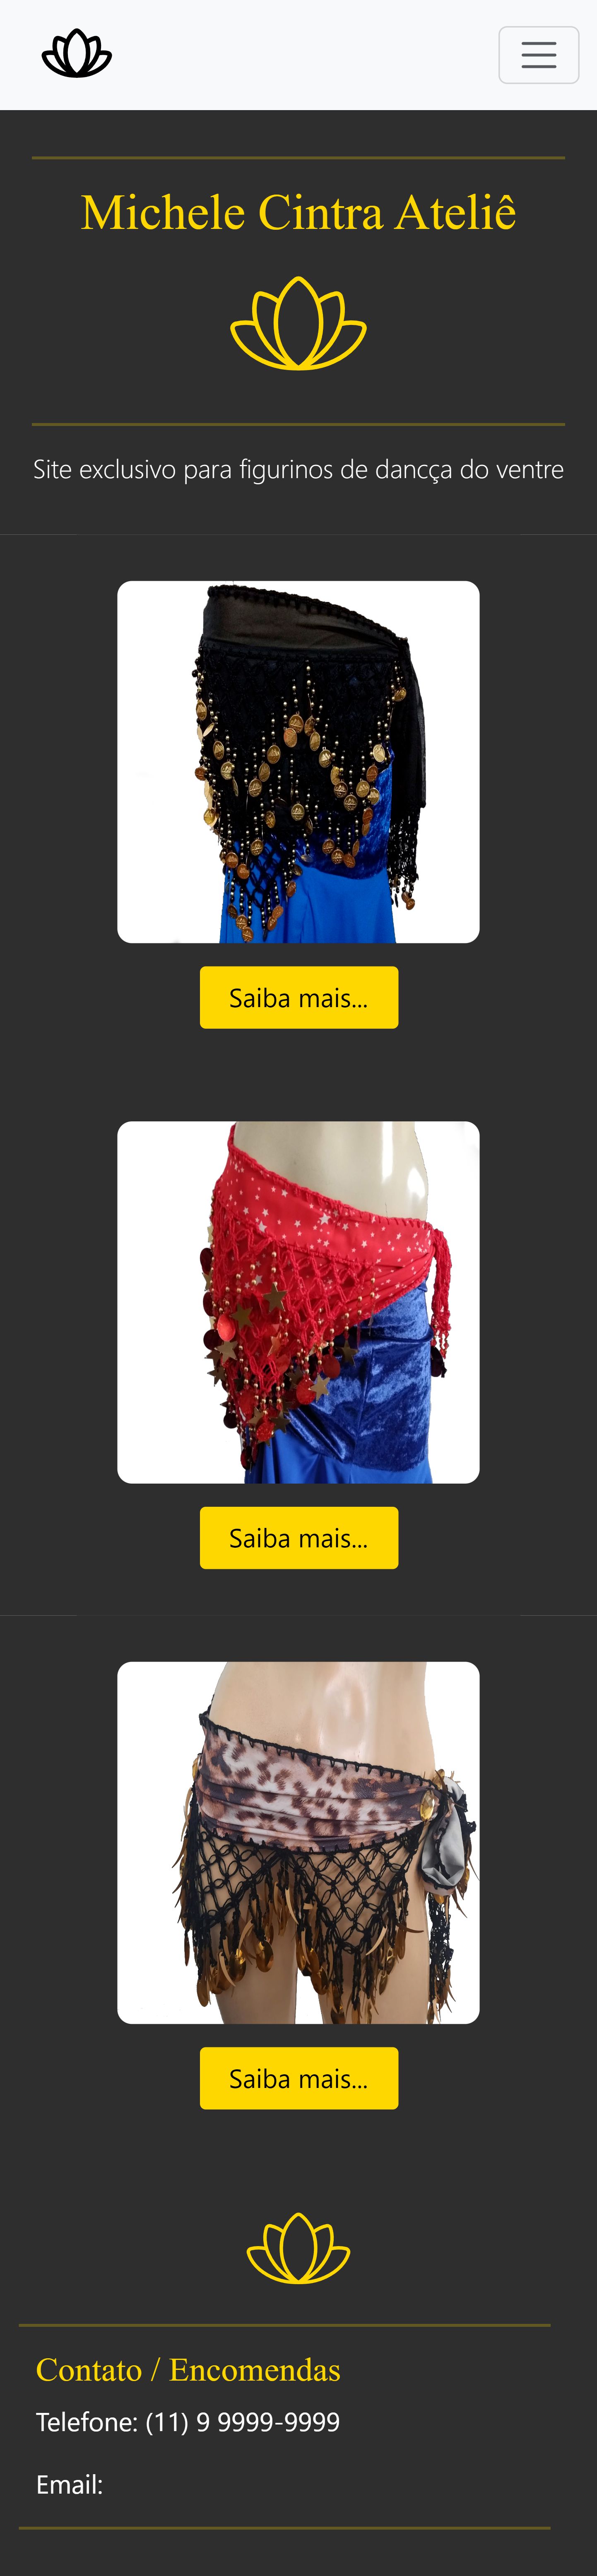 Michele Cintra Ateliê
Site exclusivo para figurinos de dancça do ventre
Saiba mais...
Saiba mais...
Saiba mais...
Contato / Encomendas
Telefone: (11) 9 9999-9999
Email: